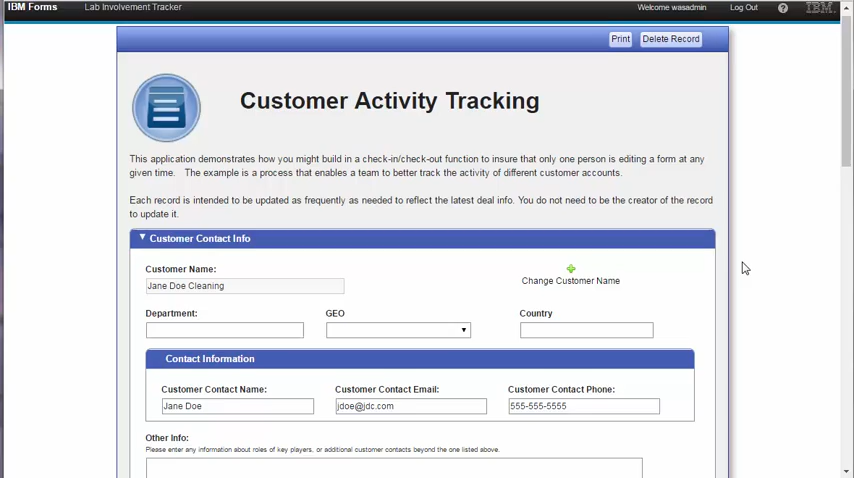 IBM Forms Lab Involvement Tracker Welcome wasadmin Log Out ? IBM
Print Delete Record
Customer Activity Tracking
This application demonstrates how you might build in a check-in/check-out function to insure that only one person is editing a form at any
given time. The example is a process that enables a team to better track the activity of different customer accounts.
Each record is intended to be updated as frequently as needed to reflect the latest deal info. You do not need to be the creator of the record
to update it.
Customer Contact Info
Customer Name:
Jane Doe Cleaning
Change Customer Name
Department: GEO Country
Contact Information
Customer Contact Name: Customer Contact Email: Customer Contact Phone:
Jane Doe jdoe@jdc.com 555-555-5555
Other Info:
Please enter any information about roles of key players, or additional customer contacts beyond the one listed above.